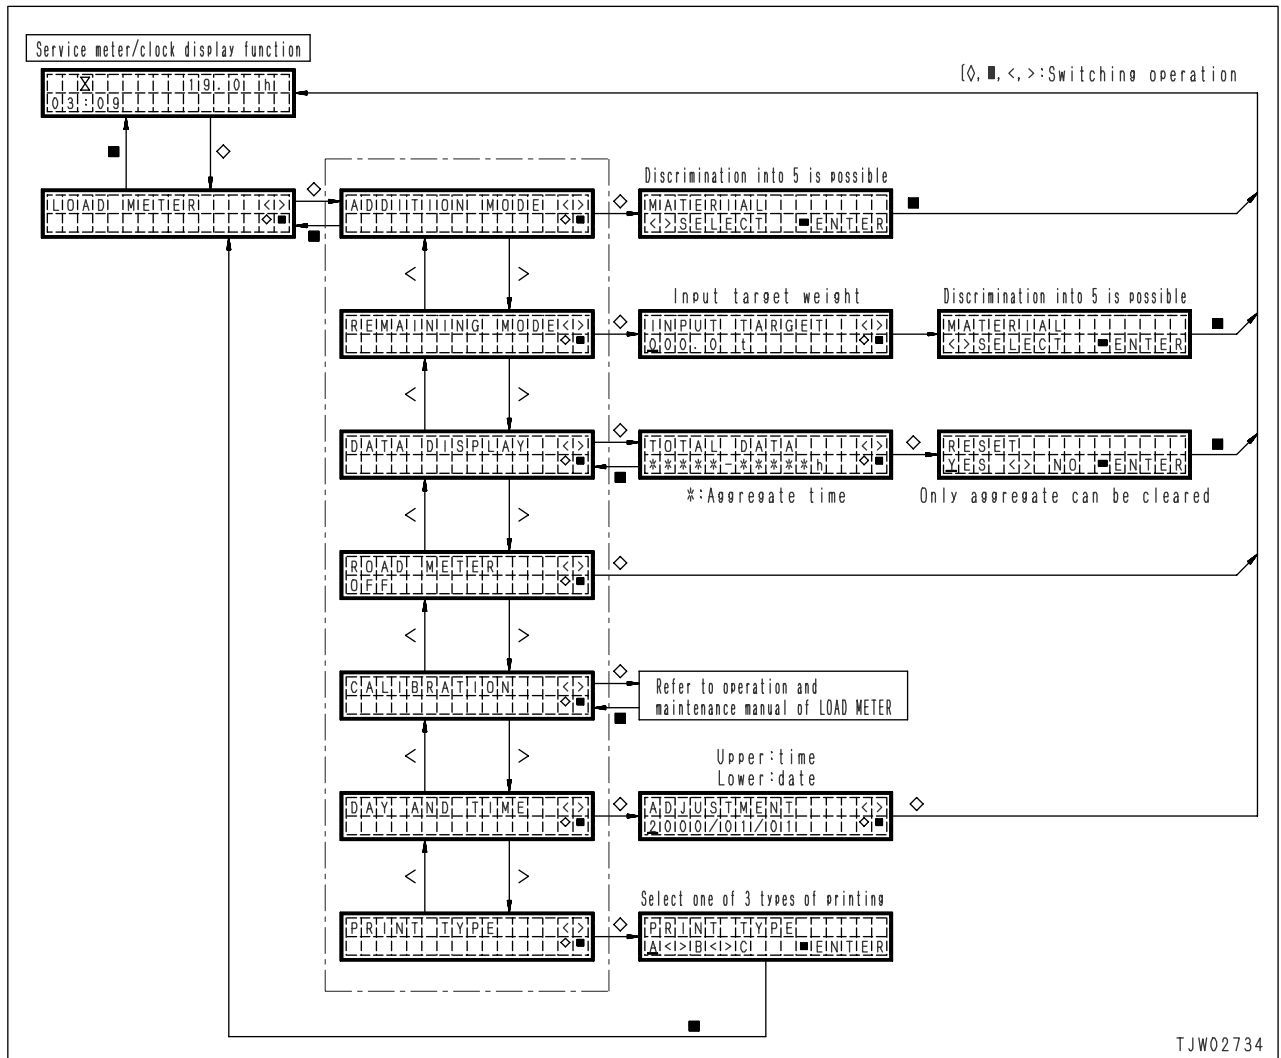 Service meter/clock display function
⧖ 19.0 h
03:09
[◇, ■, <, >:Switching operation
■
◇
LOAD METER <>
◇■
◇
■
ADDITION MODE <>
◇■
◇
Discrimination into 5 is possible
MATERIAL
<>SELECT ■ENTER
■
< >
REMAINING MODE<>
◇■
◇
Input target weight
INPUT TARGET <>
000.0 t ◇■
Discrimination into 5 is possible
MATERIAL
<>SELECT ■ENTER
■
< >
DATA DISPLAY <>
◇■
◇
■
TOTAL DATA <>
*****-*****h ◇■
*:Aggregate time
◇
RESET
YES <> NO ■ENTER
■
Only aggregate can be cleared
< >
ROAD METER <>
OFF ◇■
◇
< >
CALIBRATION <>
◇■
◇
■
Refer to operation and
maintenance manual of LOAD METER
< >
Upper:time
Lower:date
DAY AND TIME <>
◇■
◇
ADJUSTMENT <>
2000/01/01 ◇■
◇
< >
Select one of 3 types of printing
PRINT TYPE <>
◇■
◇
PRINT TYPE
A<>B<>C ■ENTER
■
TJW02734